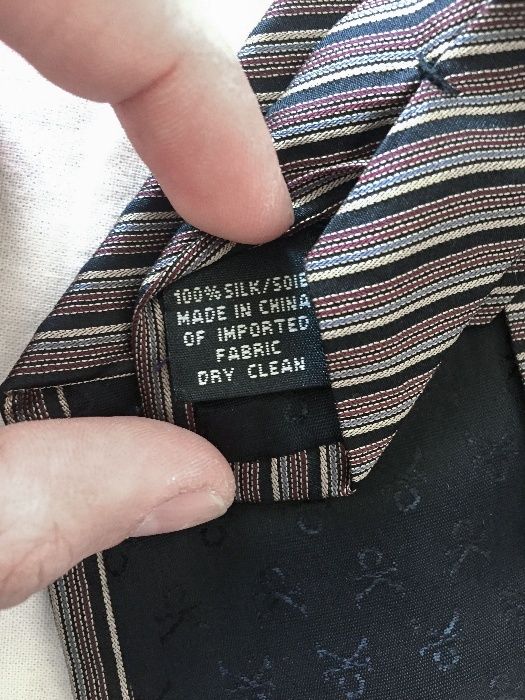 100% SILK/SOIE
MADE IN CHINA
OF IMPORTED
FABRIC
DRY CLEAN